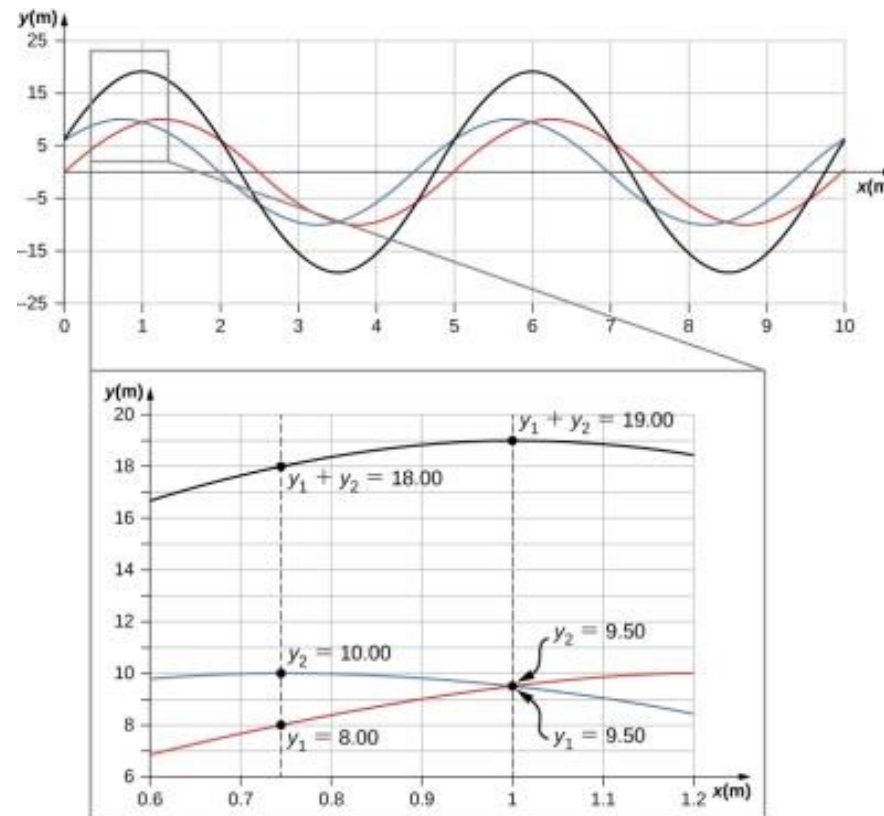 y(m)
25
15
5
–5
–15
–25
0 1 2 3 4 5 6 7 8 9 10
x(m
y(m)
20
18
16
14
12
10
8
6
y₁ + y₂ = 19.00
y₁ + y₂ = 18.00
y₂ = 9.50
y₂ = 10.00
y₁ = 8.00
y₁ = 9.50
0.6 0.7 0.8 0.9 1 1.1 1.2 x(m)